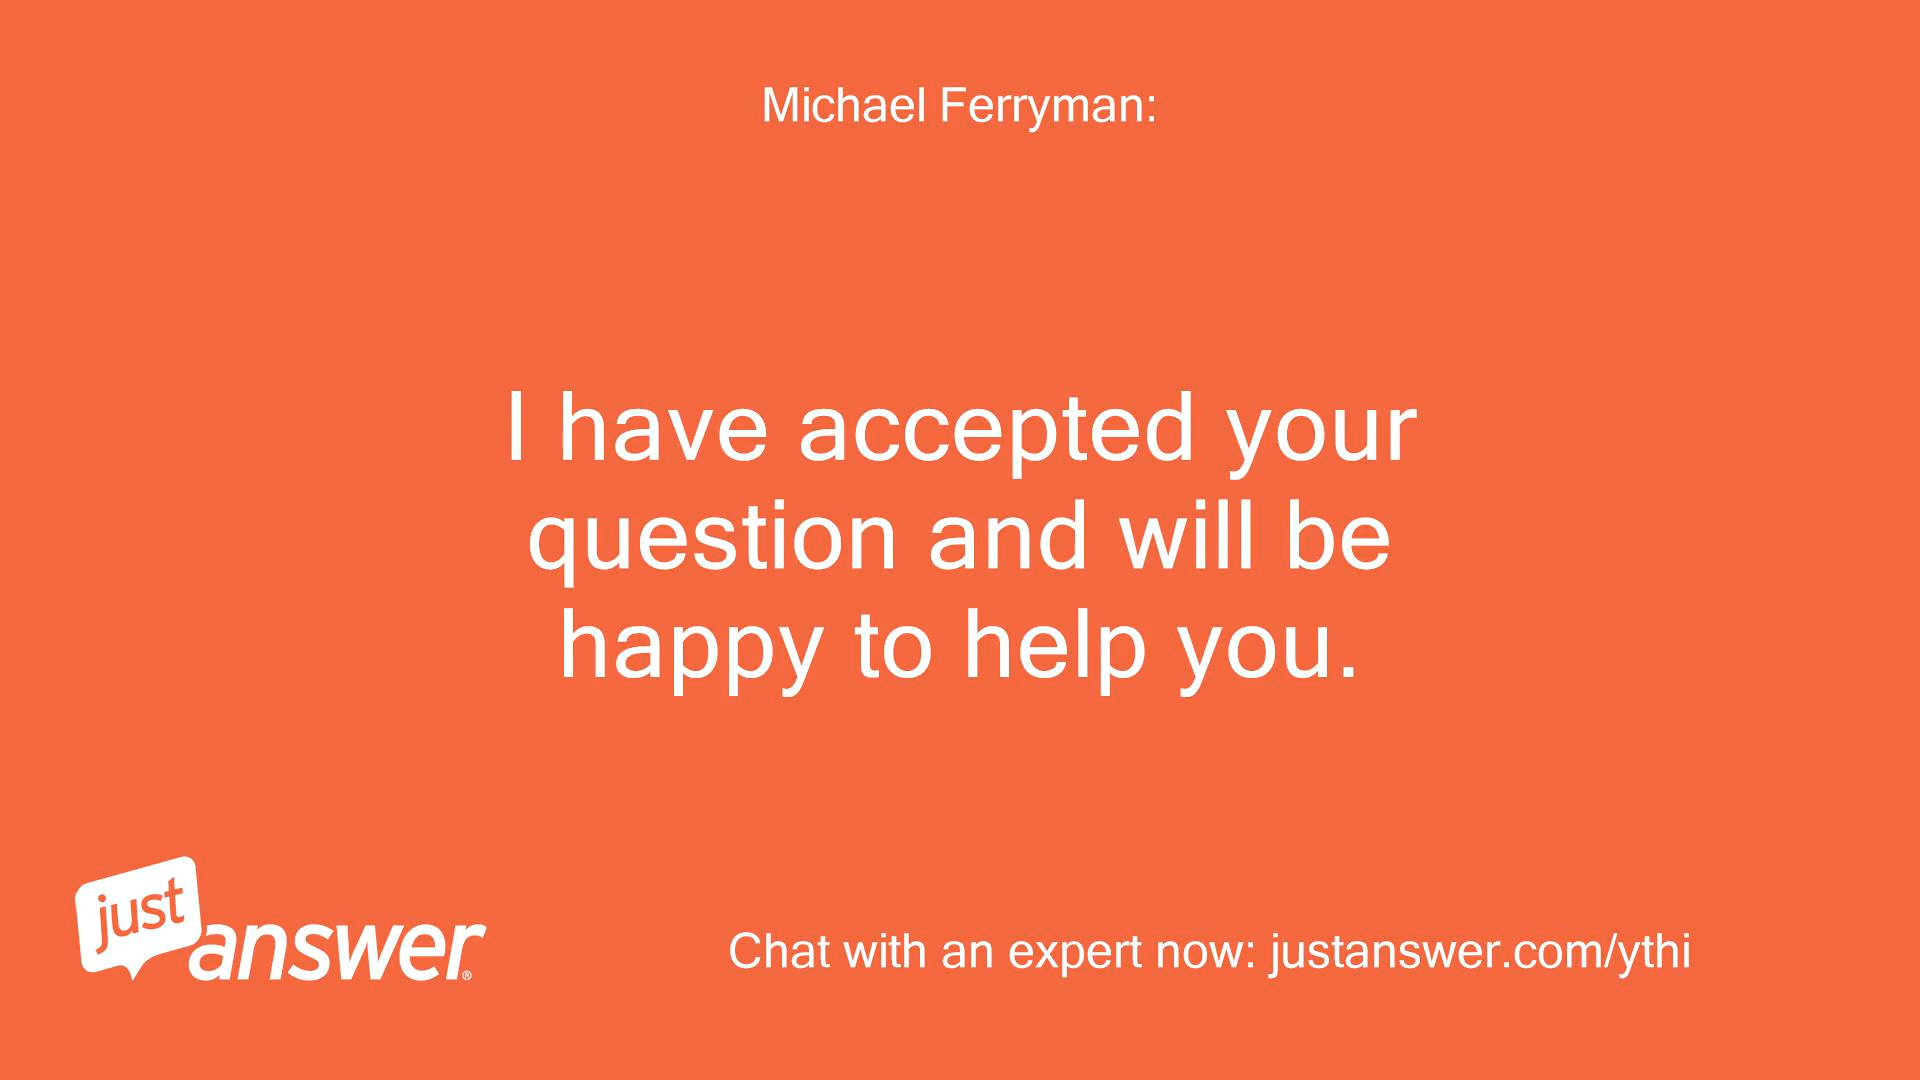 Michael Ferryman:
I have accepted your
question and will be
happy to help you.
just
answer®
Chat with an expert now: justanswer.com/ythi